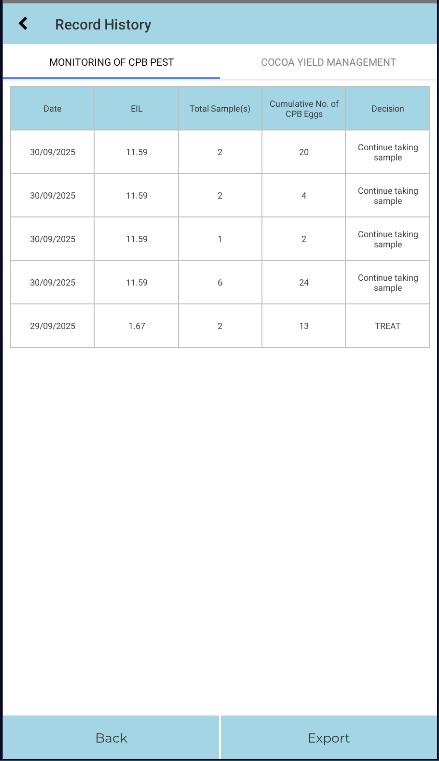 Record History
MONITORING OF CPB PEST
COCOA YIELD MANAGEMENT
Date
EIL
Total Sample(s)
Cumulative No. of
CPB Eggs
Decision
30/09/2025
11.59
2
20
Continue taking
sample
30/09/2025
11.59
2
4
Continue taking
sample
30/09/2025
11.59
1
2
Continue taking
sample
30/09/2025
11.59
6
24
Continue taking
sample
29/09/2025
1.67
2
13
TREAT
Back
Export